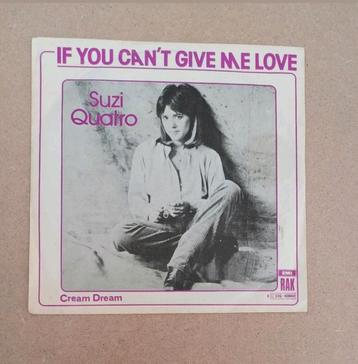 IF YOU CAN'T GIVE ME LOVE
Suzi
Quatro
Cream Dream
EMI
RAK